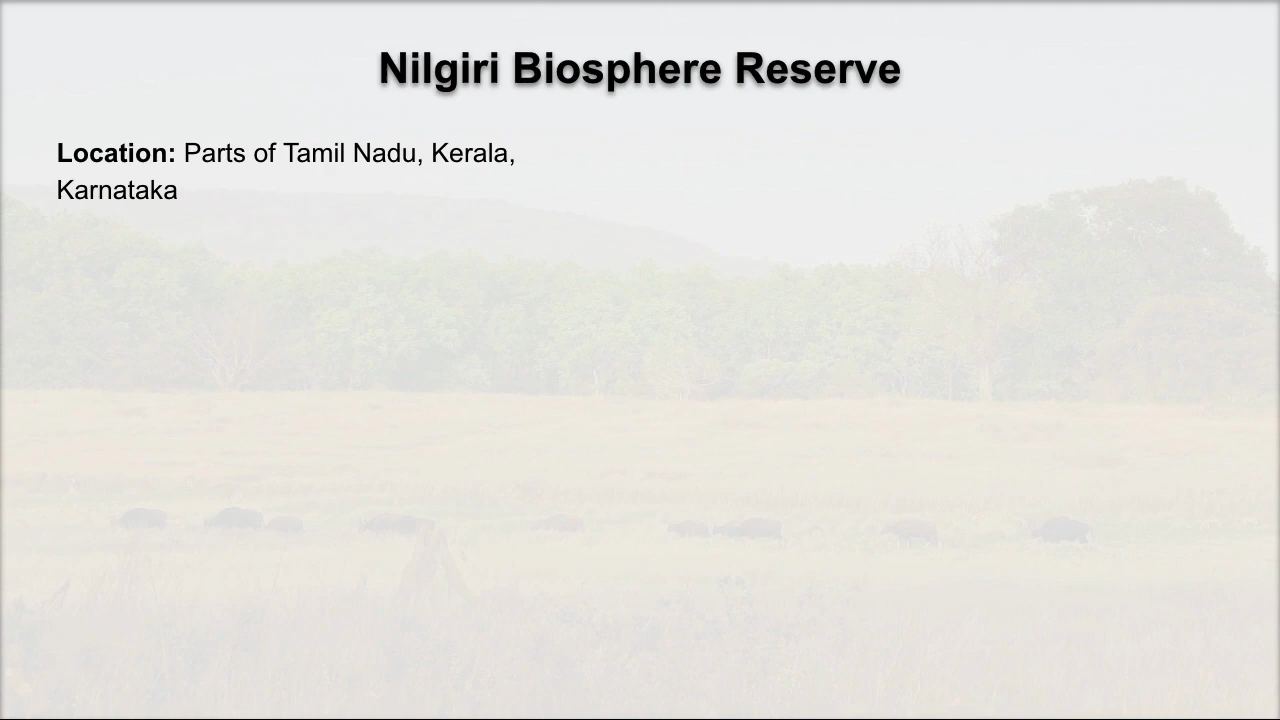 Nilgiri Biosphere Reserve
Location: Parts of Tamil Nadu, Kerala,
Karnataka